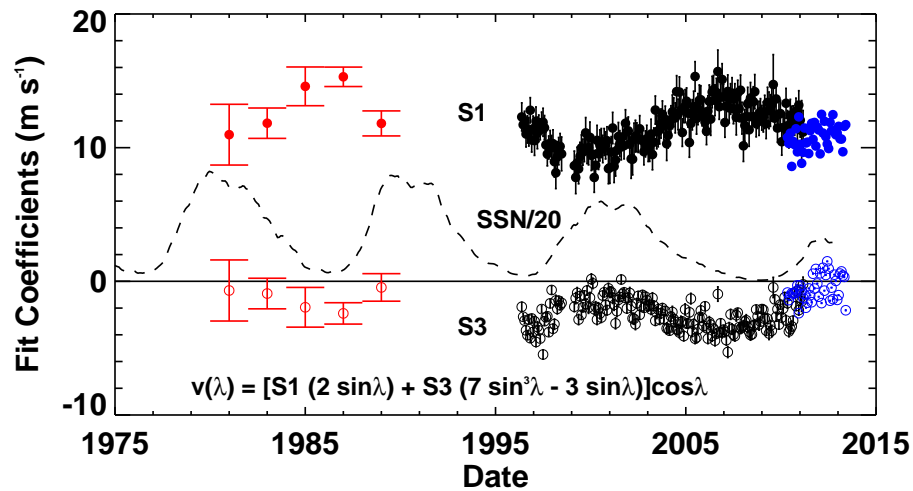 20
10
0
-10
Fit Coefficients (m s⁻¹)
S1
SSN/20
S3
v(λ) = [S1 (2 sinλ) + S3 (7 sin³λ - 3 sinλ)]cosλ
1975 1985 1995 2005 2015
Date